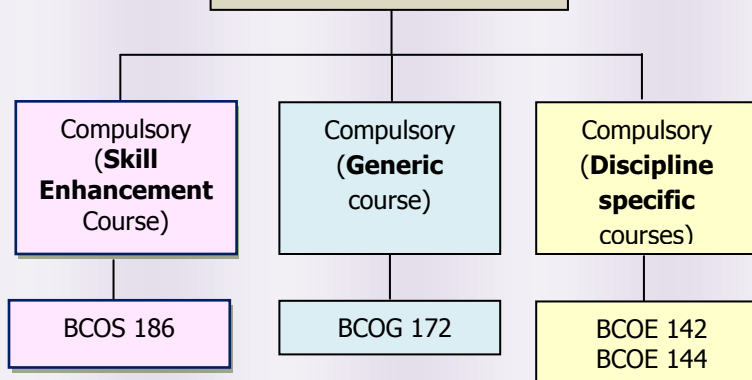 Compulsory
(Skill
Enhancement
Course)
Compulsory
(Generic
course)
Compulsory
(Discipline
specific
courses)
BCOS 186
BCOG 172
BCOE 142
BCOE 144